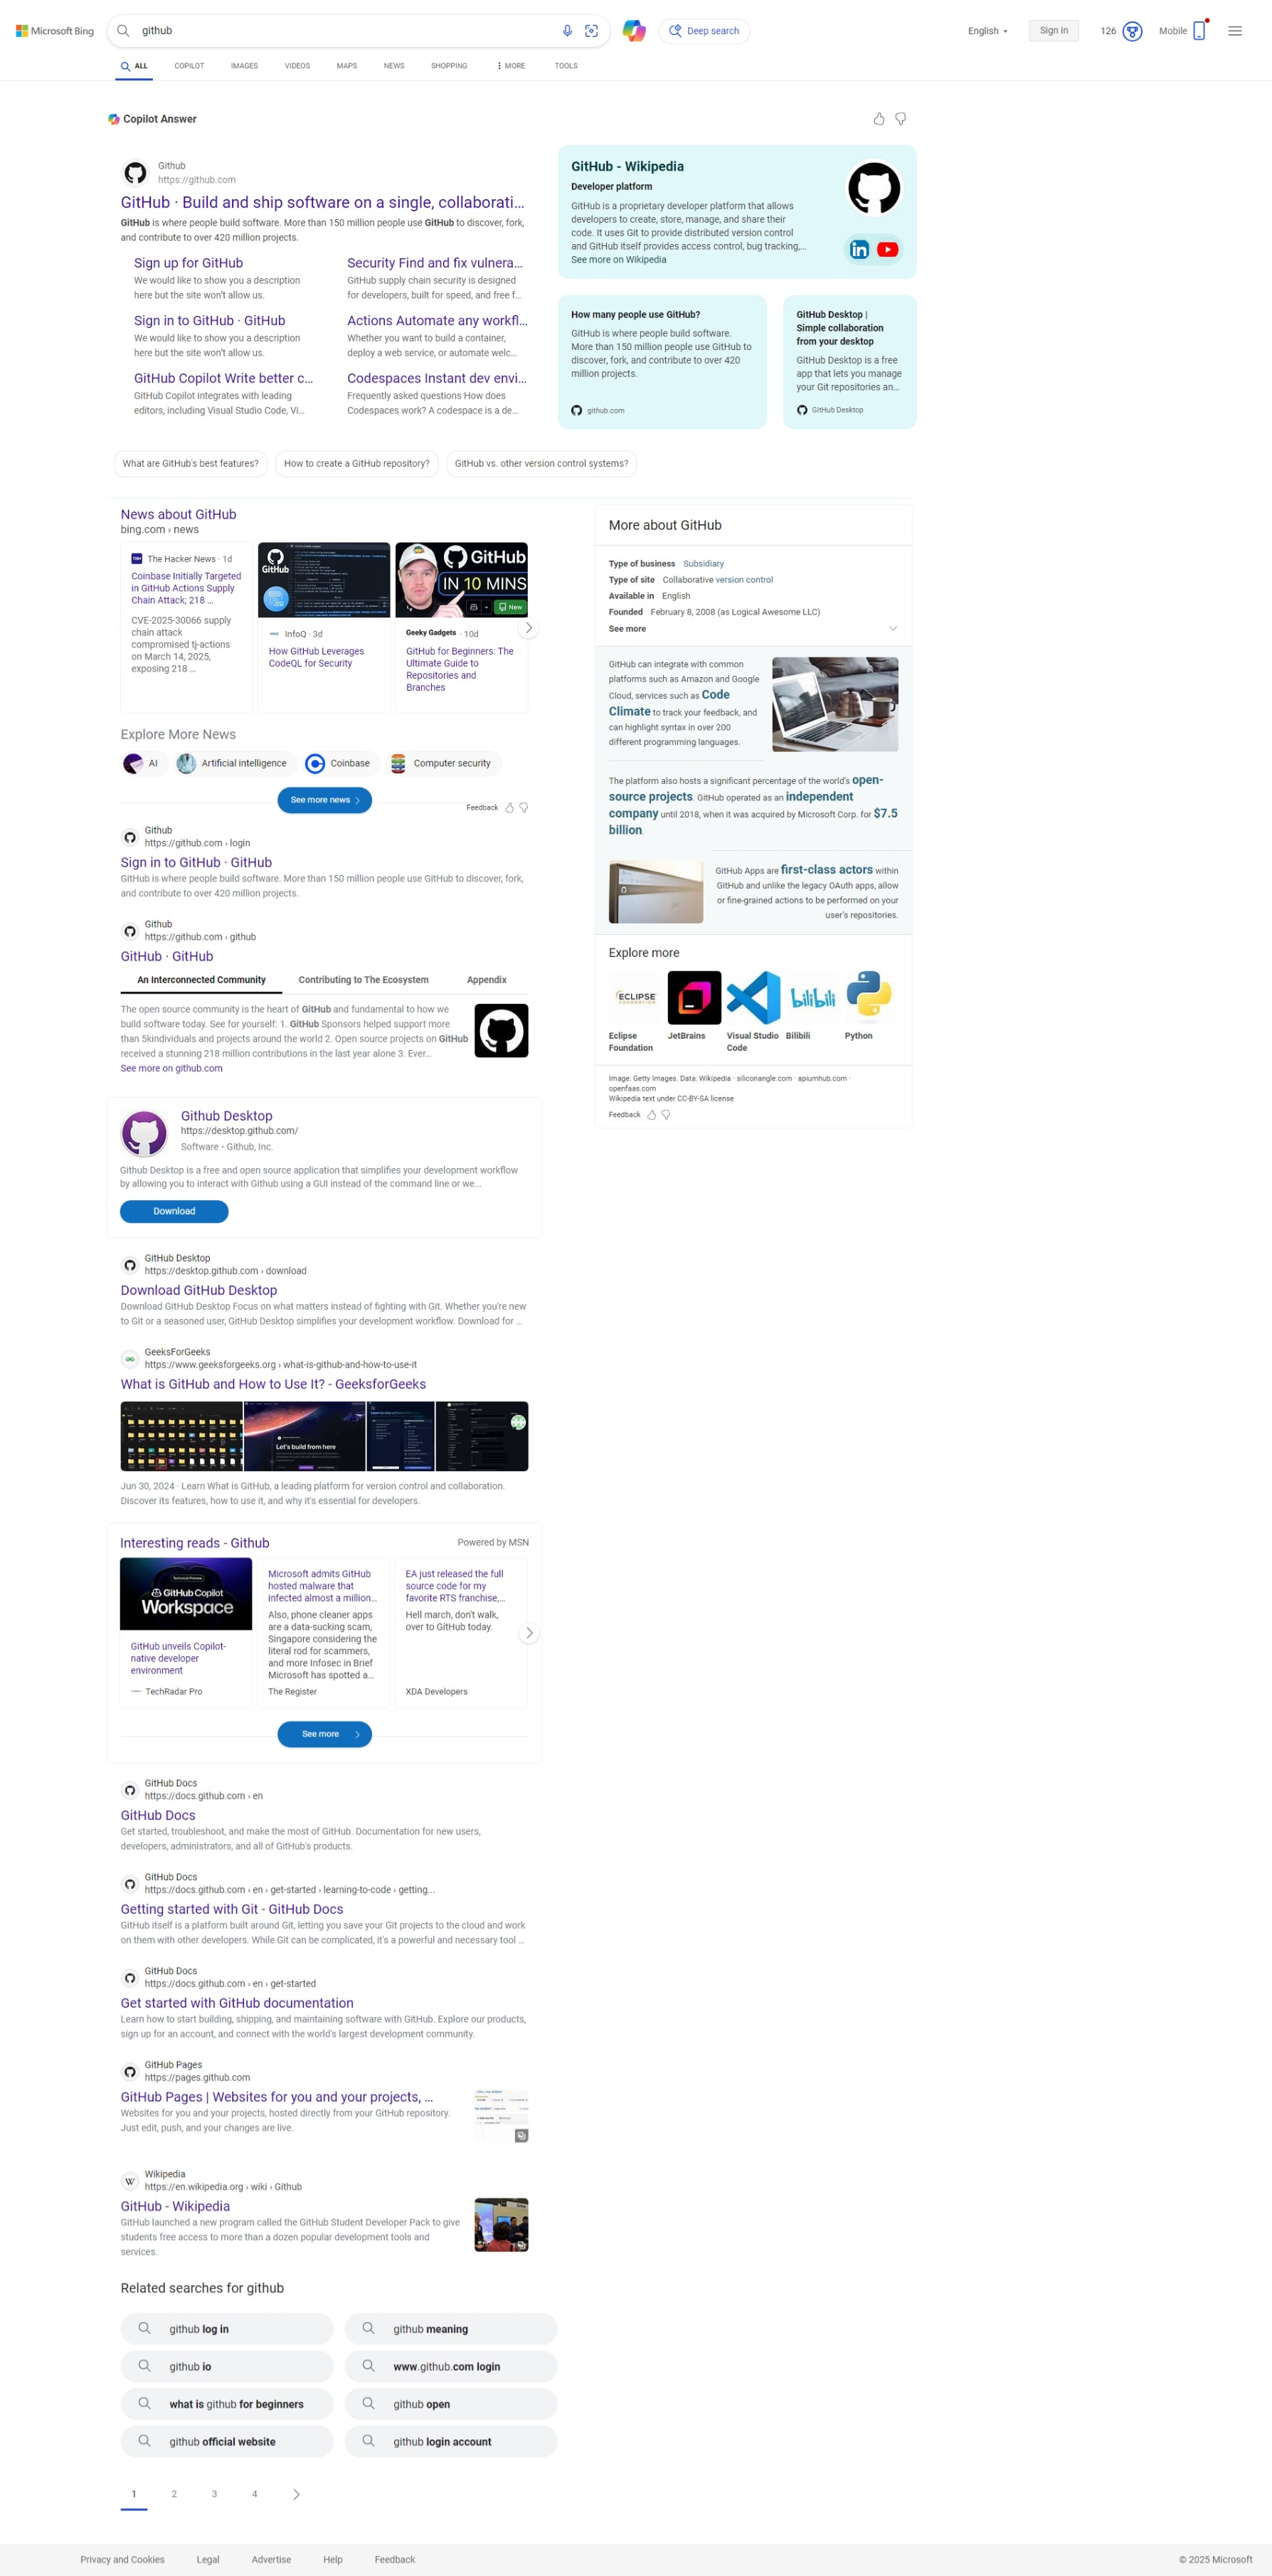 Microsoft Bing
github
Deep search
English
Sign in
126
Mobile
ALL
COPILOT
IMAGES
VIDEOS
MAPS
NEWS
SHOPPING
MORE
TOOLS
Copilot Answer
Github
https://github.com
GitHub · Build and ship software on a single, collaborati...
GitHub is where people build software. More than 150 million people use GitHub to discover, fork,
and contribute to over 420 million projects.
Sign up for GitHub
We would like to show you a description
here but the site won't allow us.
Security Find and fix vulnera...
GitHub supply chain security is designed
for developers, built for speed, and free f...
Sign in to GitHub · GitHub
We would like to show you a description
here but the site won't allow us.
Actions Automate any workfl...
Whether you want to build a container,
deploy a web service, or automate welc...
GitHub Copilot Write better c...
GitHub Copilot integrates with leading
editors, including Visual Studio Code, Vi...
Codespaces Instant dev envi...
Frequently asked questions How does
Codespaces work? A codespace is a de...
GitHub - Wikipedia
Developer platform
GitHub is a proprietary developer platform that allows
developers to create, store, manage, and share their
code. It uses Git to provide distributed version control
and GitHub itself provides access control, bug tracking,...
See more on Wikipedia
How many people use GitHub?
GitHub is where people build software.
More than 150 million people use GitHub to
discover, fork, and contribute to over 420
million projects.
github.com
GitHub Desktop |
Simple collaboration
from your desktop
GitHub Desktop is a free
app that lets you manage
your Git repositories an...
GitHub Desktop
What are GitHub's best features?
How to create a GitHub repository?
GitHub vs. other version control systems?
News about GitHub
bing.com › news
The Hacker News · 1d
Coinbase Initially Targeted
in GitHub Actions Supply
Chain Attack; 218 ...
CVE-2025-30066 supply
chain attack
compromised tj-actions
on March 14, 2025,
exposing 218 ...
GitHub
InfoQ · 3d
How GitHub Leverages
CodeQL for Security
GitHub
IN 10 MINS
New
Geeky Gadgets · 10d
GitHub for Beginners: The
Ultimate Guide to
Repositories and
Branches
Explore More News
AI
Artificial intelligence
Coinbase
Computer security
See more news
Feedback
Github
https://github.com › login
Sign in to GitHub · GitHub
GitHub is where people build software. More than 150 million people use GitHub to discover, fork,
and contribute to over 420 million projects.
Github
https://github.com › github
GitHub · GitHub
An Interconnected Community
Contributing to The Ecosystem
Appendix
The open source community is the heart of GitHub and fundamental to how we
build software today. See for yourself: 1. GitHub Sponsors helped support more
than 5kindividuals and projects around the world 2. Open source projects on GitHub
received a stunning 218 million contributions in the last year alone 3. Ever...
See more on github.com
Github Desktop
https://desktop.github.com/
Software · Github, Inc.
Github Desktop is a free and open source application that simplifies your development workflow
by allowing you to interact with Github using a GUI instead of the command line or we...
Download
GitHub Desktop
https://desktop.github.com › download
Download GitHub Desktop
Download GitHub Desktop Focus on what matters instead of fighting with Git. Whether you're new
to Git or a seasoned user, GitHub Desktop simplifies your development workflow. Download for ...
GeeksForGeeks
https://www.geeksforgeeks.org › what-is-github-and-how-to-use-it
What is GitHub and How to Use It? - GeeksforGeeks
Let's build from here
Jun 30, 2024 · Learn What is GitHub, a leading platform for version control and collaboration.
Discover its features, how to use it, and why it's essential for developers.
Interesting reads - Github
Powered by MSN
Technical Preview
GitHub Copilot
Workspace
GitHub unveils Copilot-
native developer
environment
TechRadar Pro
Microsoft admits GitHub
hosted malware that
infected almost a million...
Also, phone cleaner apps
are a data-sucking scam,
Singapore considering the
literal rod for scammers,
and more Infosec in Brief
Microsoft has spotted a...
The Register
EA just released the full
source code for my
favorite RTS franchise,...
Hell march, don't walk,
over to GitHub today.
XDA Developers
See more
GitHub Docs
https://docs.github.com › en
GitHub Docs
Get started, troubleshoot, and make the most of GitHub. Documentation for new users,
developers, administrators, and all of GitHub's products.
GitHub Docs
https://docs.github.com › en › get-started › learning-to-code › getting...
Getting started with Git - GitHub Docs
GitHub itself is a platform built around Git, letting you save your Git projects to the cloud and work
on them with other developers. While Git can be complicated, it's a powerful and necessary tool ...
GitHub Docs
https://docs.github.com › en › get-started
Get started with GitHub documentation
Learn how to start building, shipping, and maintaining software with GitHub. Explore our products,
sign up for an account, and connect with the world's largest development community.
GitHub Pages
https://pages.github.com
GitHub Pages | Websites for you and your projects, ...
Websites for you and your projects, hosted directly from your GitHub repository.
Just edit, push, and your changes are live.
W
Wikipedia
https://en.wikipedia.org › wiki › Github
GitHub - Wikipedia
GitHub launched a new program called the GitHub Student Developer Pack to give
students free access to more than a dozen popular development tools and
services.
More about GitHub
Type of business Subsidiary
Type of site Collaborative version control
Available in English
Founded February 8, 2008 (as Logical Awesome LLC)
See more
GitHub can integrate with common
platforms such as Amazon and Google
Cloud, services such as Code
Climate to track your feedback, and
can highlight syntax in over 200
different programming languages.
The platform also hosts a significant percentage of the world's open-
source projects. GitHub operated as an independent
company until 2018, when it was acquired by Microsoft Corp. for $7.5
billion.
GitHub Apps are first-class actors within
GitHub and unlike the legacy OAuth apps, allow
or fine-grained actions to be performed on your
user's repositories.
Explore more
ECLIPSE
FOUNDATION
bilibili
Eclipse
Foundation
JetBrains
Visual Studio
Code
Bilibili
Python
Image: Getty Images. Data: Wikipedia · siliconangle.com · apiumhub.com ·
openfaas.com
Wikipedia text under CC-BY-SA license
Feedback
Related searches for github
github log in
github meaning
github io
www.github.com login
what is github for beginners
github open
github official website
github login account
1
2
3
4
Privacy and Cookies
Legal
Advertise
Help
Feedback
© 2025 Microsoft